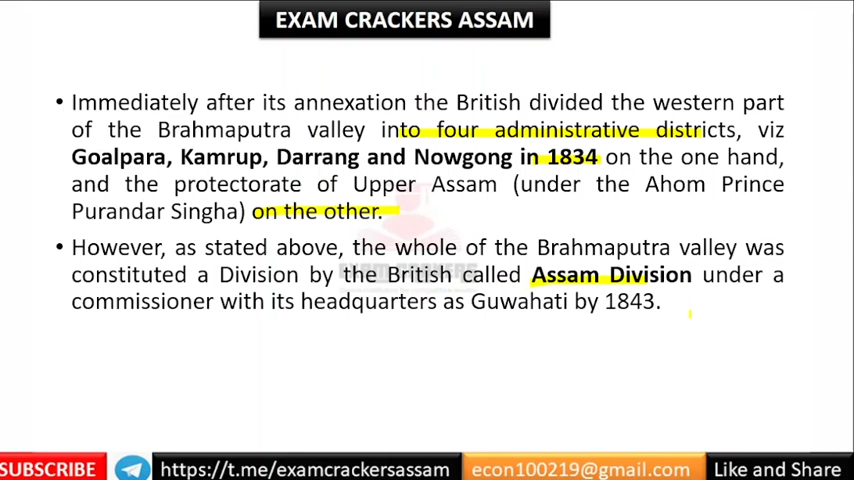 EXAM CRACKERS ASSAM
• Immediately after its annexation the British divided the western part
of the Brahmaputra valley into four administrative districts, viz
Goalpara, Kamrup, Darrang and Nowgong in 1834 on the one hand,
and the protectorate of Upper Assam (under the Ahom Prince
Purandar Singha) on the other.
• However, as stated above, the whole of the Brahmaputra valley was
constituted a Division by the British called Assam Division under a
commissioner with its headquarters as Guwahati by 1843.
EXAM CRACKERS
SUBSCRIBE
https://t.me/examcrackersassam
econ100219@gmail.com
Like and Share